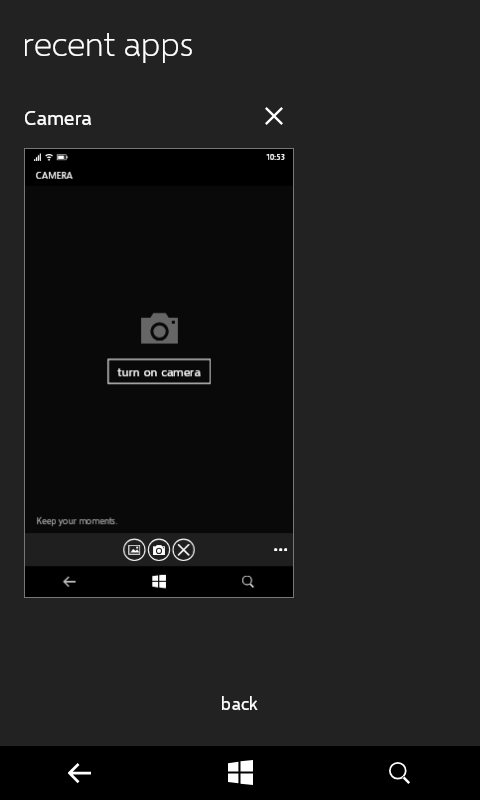 recent apps
Camera
10:53
CAMERA
turn on camera
Keep your moments.
back